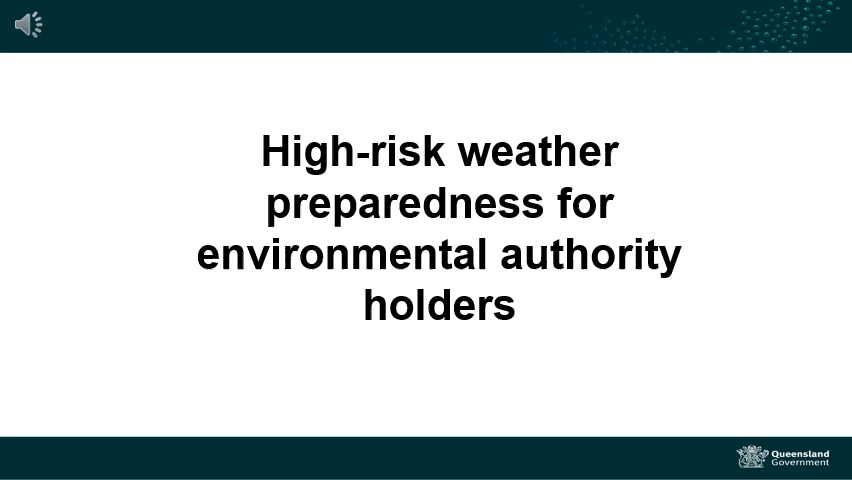 High-risk weather
preparedness for
environmental authority
holders
Queensland
Government